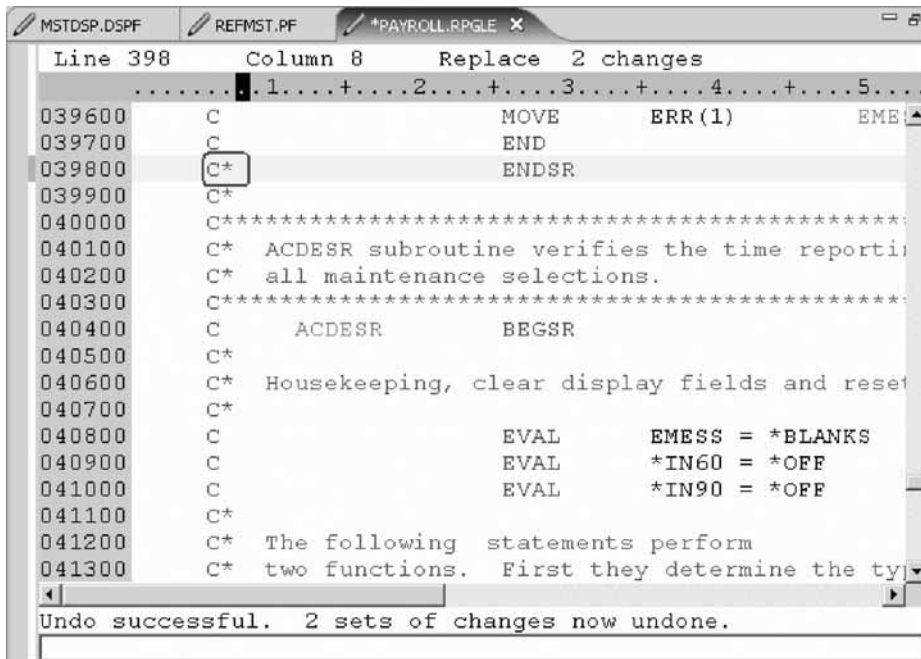 MSTDSP.DSPF REFMST.PF *PAYROLL.RPGLE
Line 398 Column 8 Replace 2 changes
.........1....+....2....+....3....+....4....+....5....
039600 C MOVE ERR(1) EME
039700 C END
039800 C* ENDSR
039900 C*
040000 C***********************************************
040100 C* ACDESR subroutine verifies the time
040200 C* all maintenance selections.
040300 C***********************************************
040400 C ACDESR BEGSR
040500 C*
040600 C* Housekeeping, clear display fields and reset
040700 C*
040800 C EVAL EMESS = *BLANKS
040900 C EVAL *IN60 = *OFF
041000 C EVAL *IN90 = *OFF
041100 C*
041200 C* The following statements perform
041300 C* two functions. First they determine the
Undo successful. 2 sets of changes now undone.